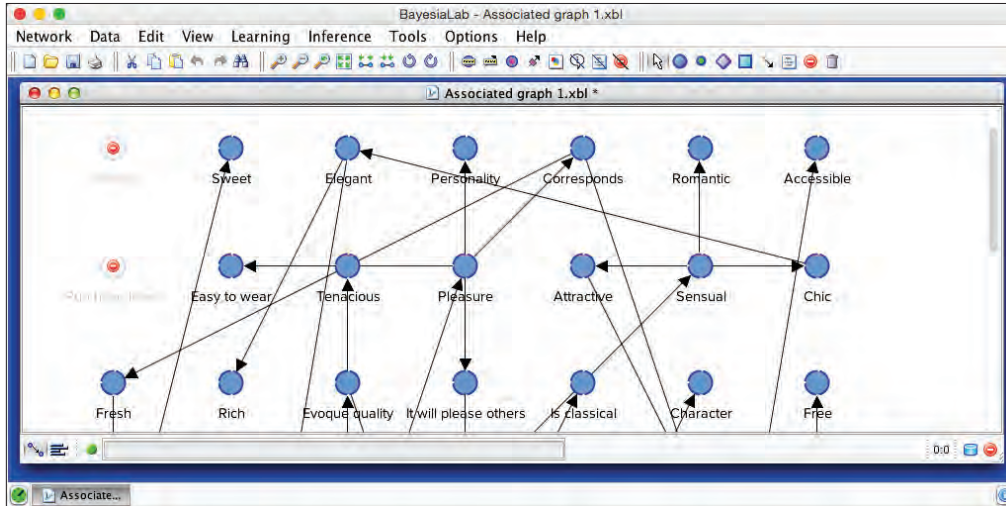 BayesiaLab - Associated graph 1.xbl
Network Data Edit View Learning Inference Tools Options Help
Associated graph 1.xbl *
Sweet Elegant Personality Corresponds Romantic Accessible
Easy to wear Tenacious Pleasure Attractive Sensual Chic
Fresh Rich Evoque quality It will please others Is classical Character Free
0:0
Associate...